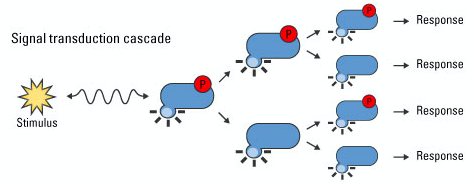 Signal transduction cascade
Stimulus
P
P
P
Response
Response
P
Response
Response